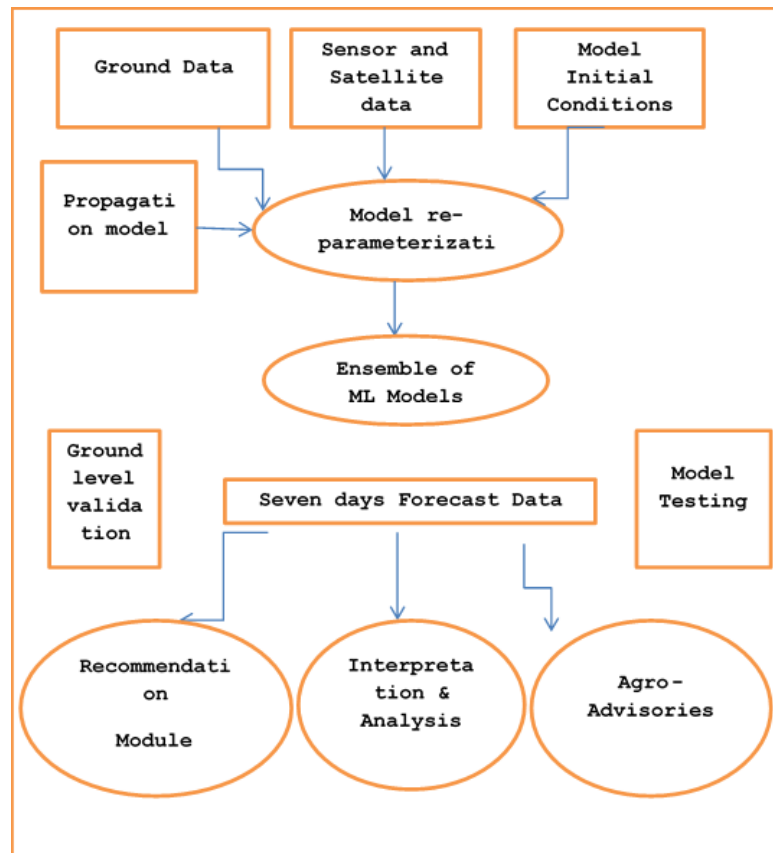 Ground Data
Sensor and
Satellite
data
Model
Initial
Conditions
Propagati
on model
Model re-
parameterizati
Ensemble of
ML Models
Ground
level
valida
tion
Seven days Forecast Data
Model
Testing
Recommendati
on
Module
Interpreta
tion &
Analysis
Agro-
Advisories